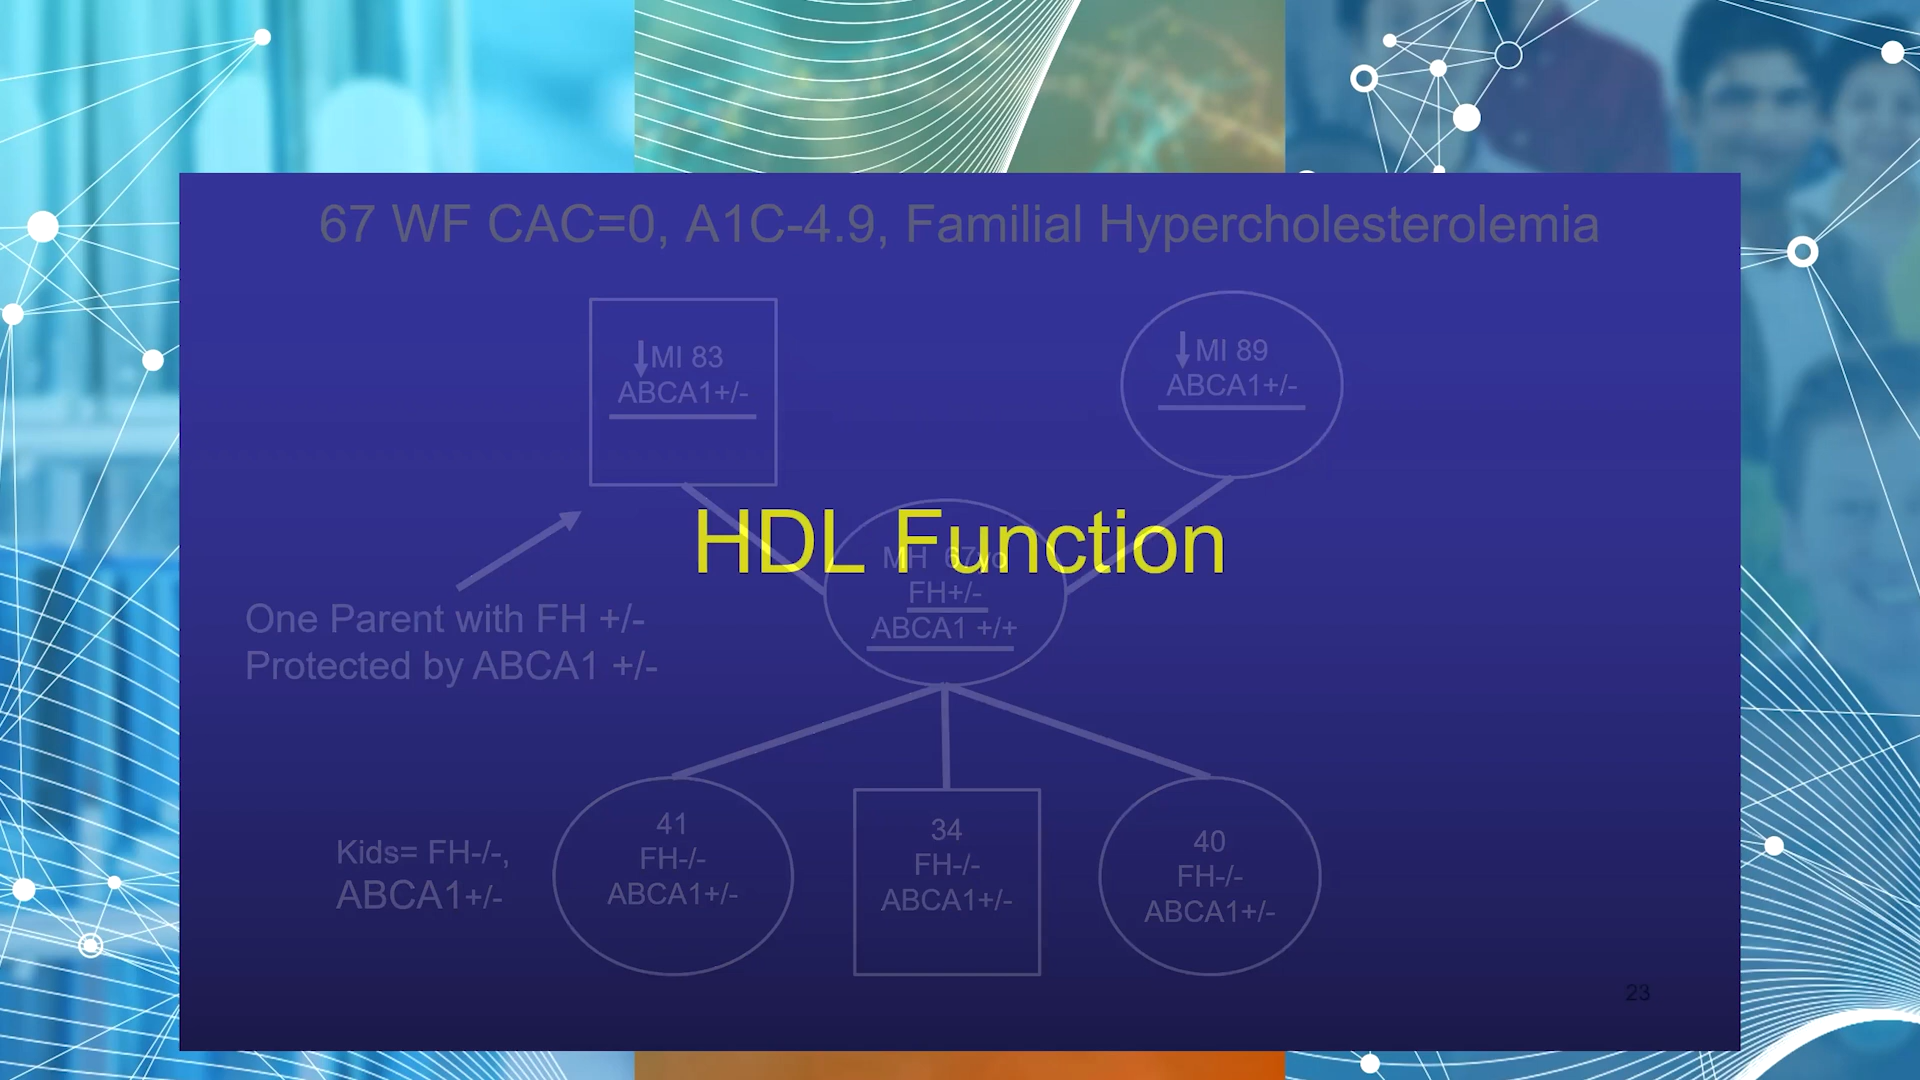 67 WF CAC=0, A1C-4.9, Familial Hypercholesterolemia
MI 83
ABCA1+/-
MI 89
ABCA1+/-
HDL Function
MH 67yo
FH+/-
ABCA1 +/+
One Parent with FH +/-
Protected by ABCA1 +/-
Kids= FH-/-,
ABCA1+/-
41
FH-/-
ABCA1+/-
34
FH-/-
ABCA1+/-
40
FH-/-
ABCA1+/-
23